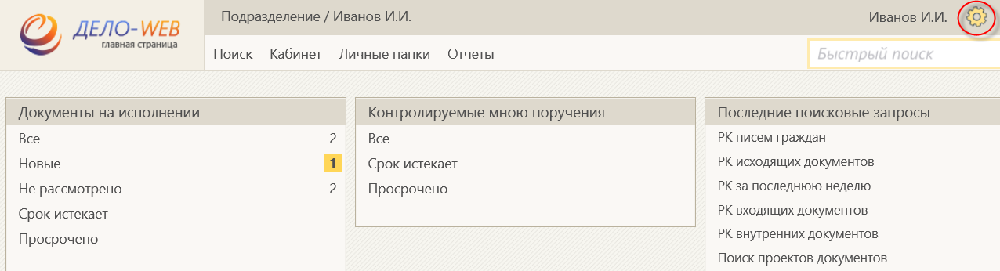 ДЕЛО-WEB
главная страница
Подразделение / Иванов И.И.
Иванов И.И.
Поиск Кабинет Личные папки Отчеты
Быстрый поиск
Документы на исполнении
Все 2
Новые 1
Не рассмотрено 2
Срок истекает
Просрочено
Контролируемые мною поручения
Все
Срок истекает
Просрочено
Последние поисковые запросы
РК писем граждан
РК исходящих документов
РК за последнюю неделю
РК входящих документов
РК внутренних документов
Поиск проектов документов